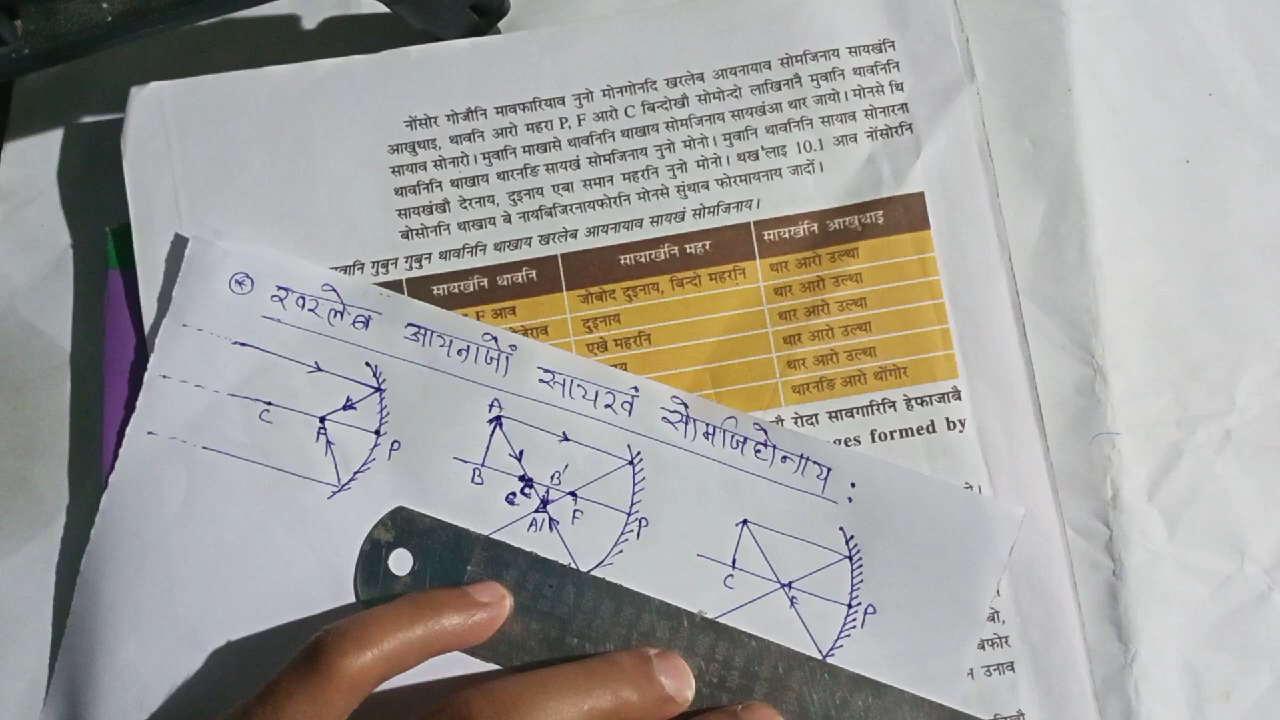 नोंसोर गोजौनि मावफारियाव नुनो मोनगोनदि खरलेब आयनायाव सोमजिनाय सायखंनि
आखुथाइ, थावनि आरो महरा P, F आरो C बिन्दोखौ सोमोन्दो लाखिनानै मुवानि थावनिनि
सायाव सोनारो। मुवानि माखासे थावनिनि थाखाय सोमजिनाय सायखंआ थार जायो। मोनसे थि
थावनिनि थाखाय थारनङि सायखं सोमजिनाय नुनो मोनो। मुवानि थावनिनि सायाव सोनारना
सायखंखौ देरनाय, दुइनाय एबा समान महरनि नुनो मोनो। थख'लाइ 10.1 आव नोंसोरनि
बोसोननि थाखाय बे नायबिजिरनायफोरनि मोनसे सुंथाब फोरमायनाय जादों।
गुबुन गुबुन थावनिनि थाखाय खरलेब आयनायाव सायखं सोमजिनाय।
सायखंनि थावनि सायाखंनि महर सायखंनि आखुथाइ
F आव जोबोद दुइनाय, बिन्दो महरनि थार आरो उल्था
दुइनाय थार आरो उल्था
एखे महरनि थार आरो उल्था
थार आरो उल्था
थार आरो उल्था
थारनङि आरो थोंगोर
रोदा सावगारिनि हेफाजाबै
formed by
खरलेब आयनाजों सायखं सोमजिहोनाय :
C F P
A B C B' A' F P
C F P
बो,
बेफोर
उनाव